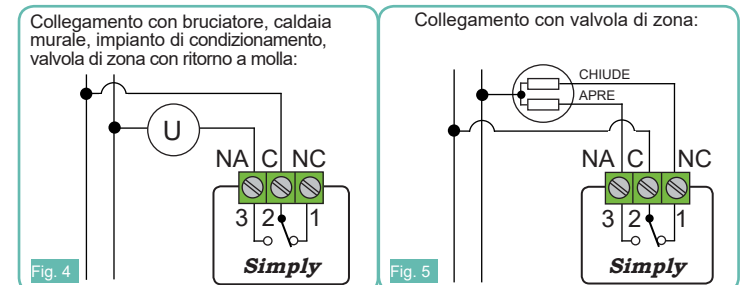 Collegamento con bruciatore, caldaia
murale, impianto di condizionamento,
valvola di zona con ritorno a molla:
U
NA C NC
3 2 1
Simply
Fig. 4
Collegamento con valvola di zona:
CHIUDE
APRE
NA C NC
3 2 1
Simply
Fig. 5